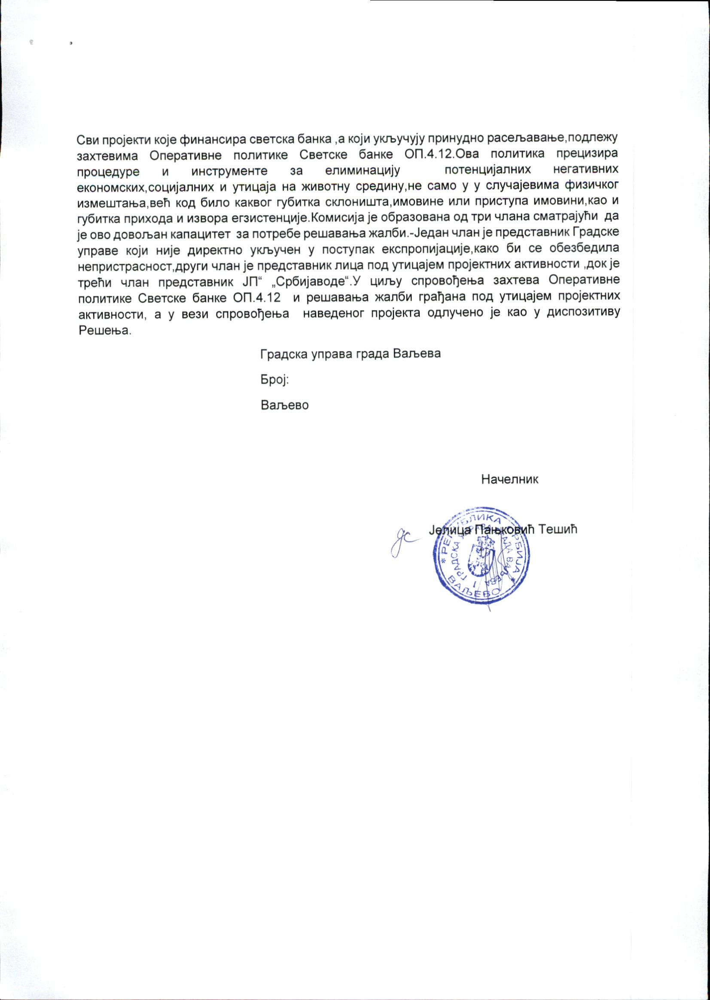 Сви пројекти које финансира светска банка ,а који укључују принудно расељавање,подлежу
захтевима Оперативне политике Светске банке ОП.4.12.Ова политика прецизира
процедуре и инструменте за елиминацију потенцијалних негативних
економских,социјалних и утицаја на животну средину,не само у у случајевима физичког
измештања,већ код било каквог губитка склоништа,имовине или приступа имовини,као и
губитка прихода и извора егзистенције.Комисија је образована од три члана сматрајући да
је ово довољан капацитет за потребе решавања жалби.-Један члан је представник Градске
управе који није директно укључен у поступак експропијације,како би се обезбедила
непристрасност,други члан је представник лица под утицајем пројектних активности ,док је
трећи члан представник ЈП“ „Србијаводе“.У циљу спровођења захтева Оперативне
политике Светске банке ОП.4.12 и решавања жалби грађана под утицајем пројектних
активности, а у вези спровођења наведеног пројекта одлучено је као у диспозитиву
Решења.
Градска управа града Ваљева
Број:
Ваљево
Начелник
Јелица Пањковић Тешић
* РЕПУБЛИКА СРБИЈА *
ГРАДСКА УПРАВА ГРАДА ВАЉЕВА
ВАЉЕВО